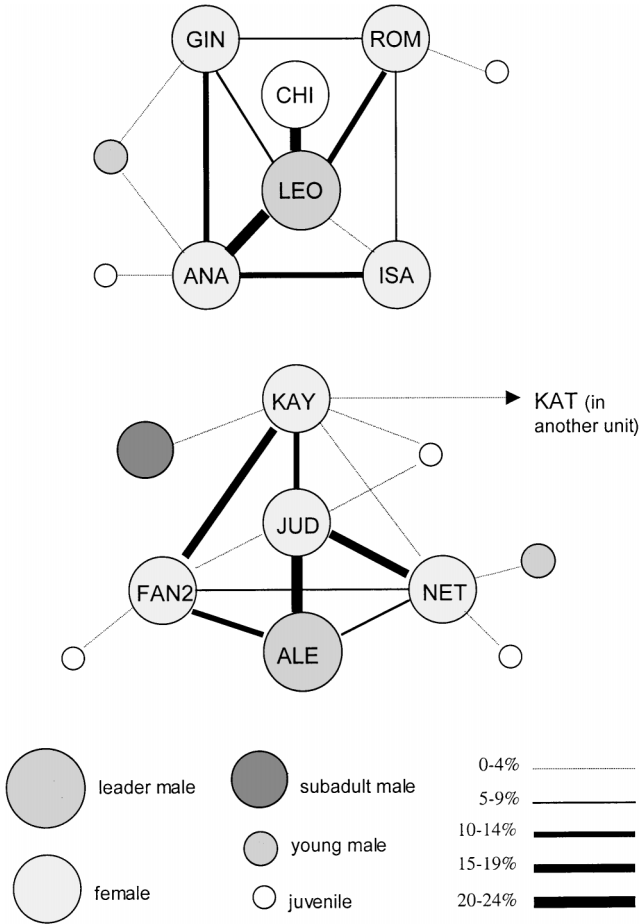 GIN
ROM
CHI
LEO
ANA
ISA
KAY
KAT (in
another unit)
JUD
FAN2
NET
ALE
leader male
subadult male
young male
female
juvenile
0-4%
5-9%
10-14%
15-19%
20-24%